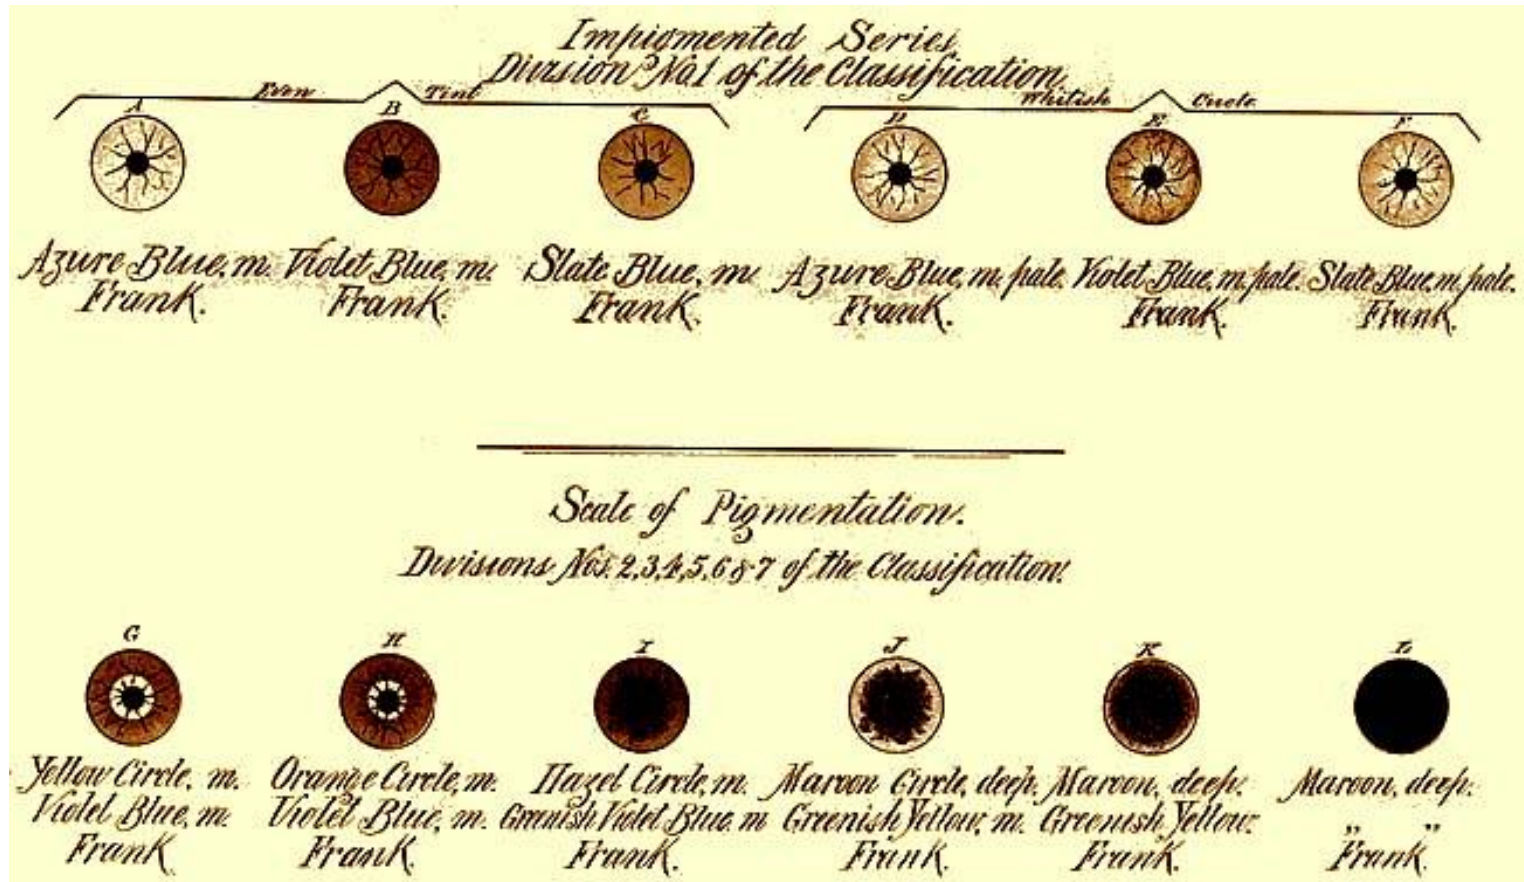 Impigmented Series
Division No.1 of the Classification
Even Tint Whitish
A B C D E F
Azure Blue, m. Violet Blue, m. Slate Blue, m Azure Blue, m. pale. Violet Blue, m. pale. Slate Blue, m. pale.
Frank. Frank. Frank. Frank. Frank. Frank.
Scale of Pigmentation.
Divisions Nos. 2,3,4,5,6 & 7 of the Classification.
G H I J K L
Yellow Circle, m. Orange Circle, m. Hazel Circle, m. Maroon Circle, deep. Maroon, deep. Maroon, deep.
Violet Blue, m. Violet Blue, m. Greenish Violet Blue, m Greenish Yellow, m. Greenish Yellow. " "
Frank Frank. Frank. Frank. Frank. Frank.